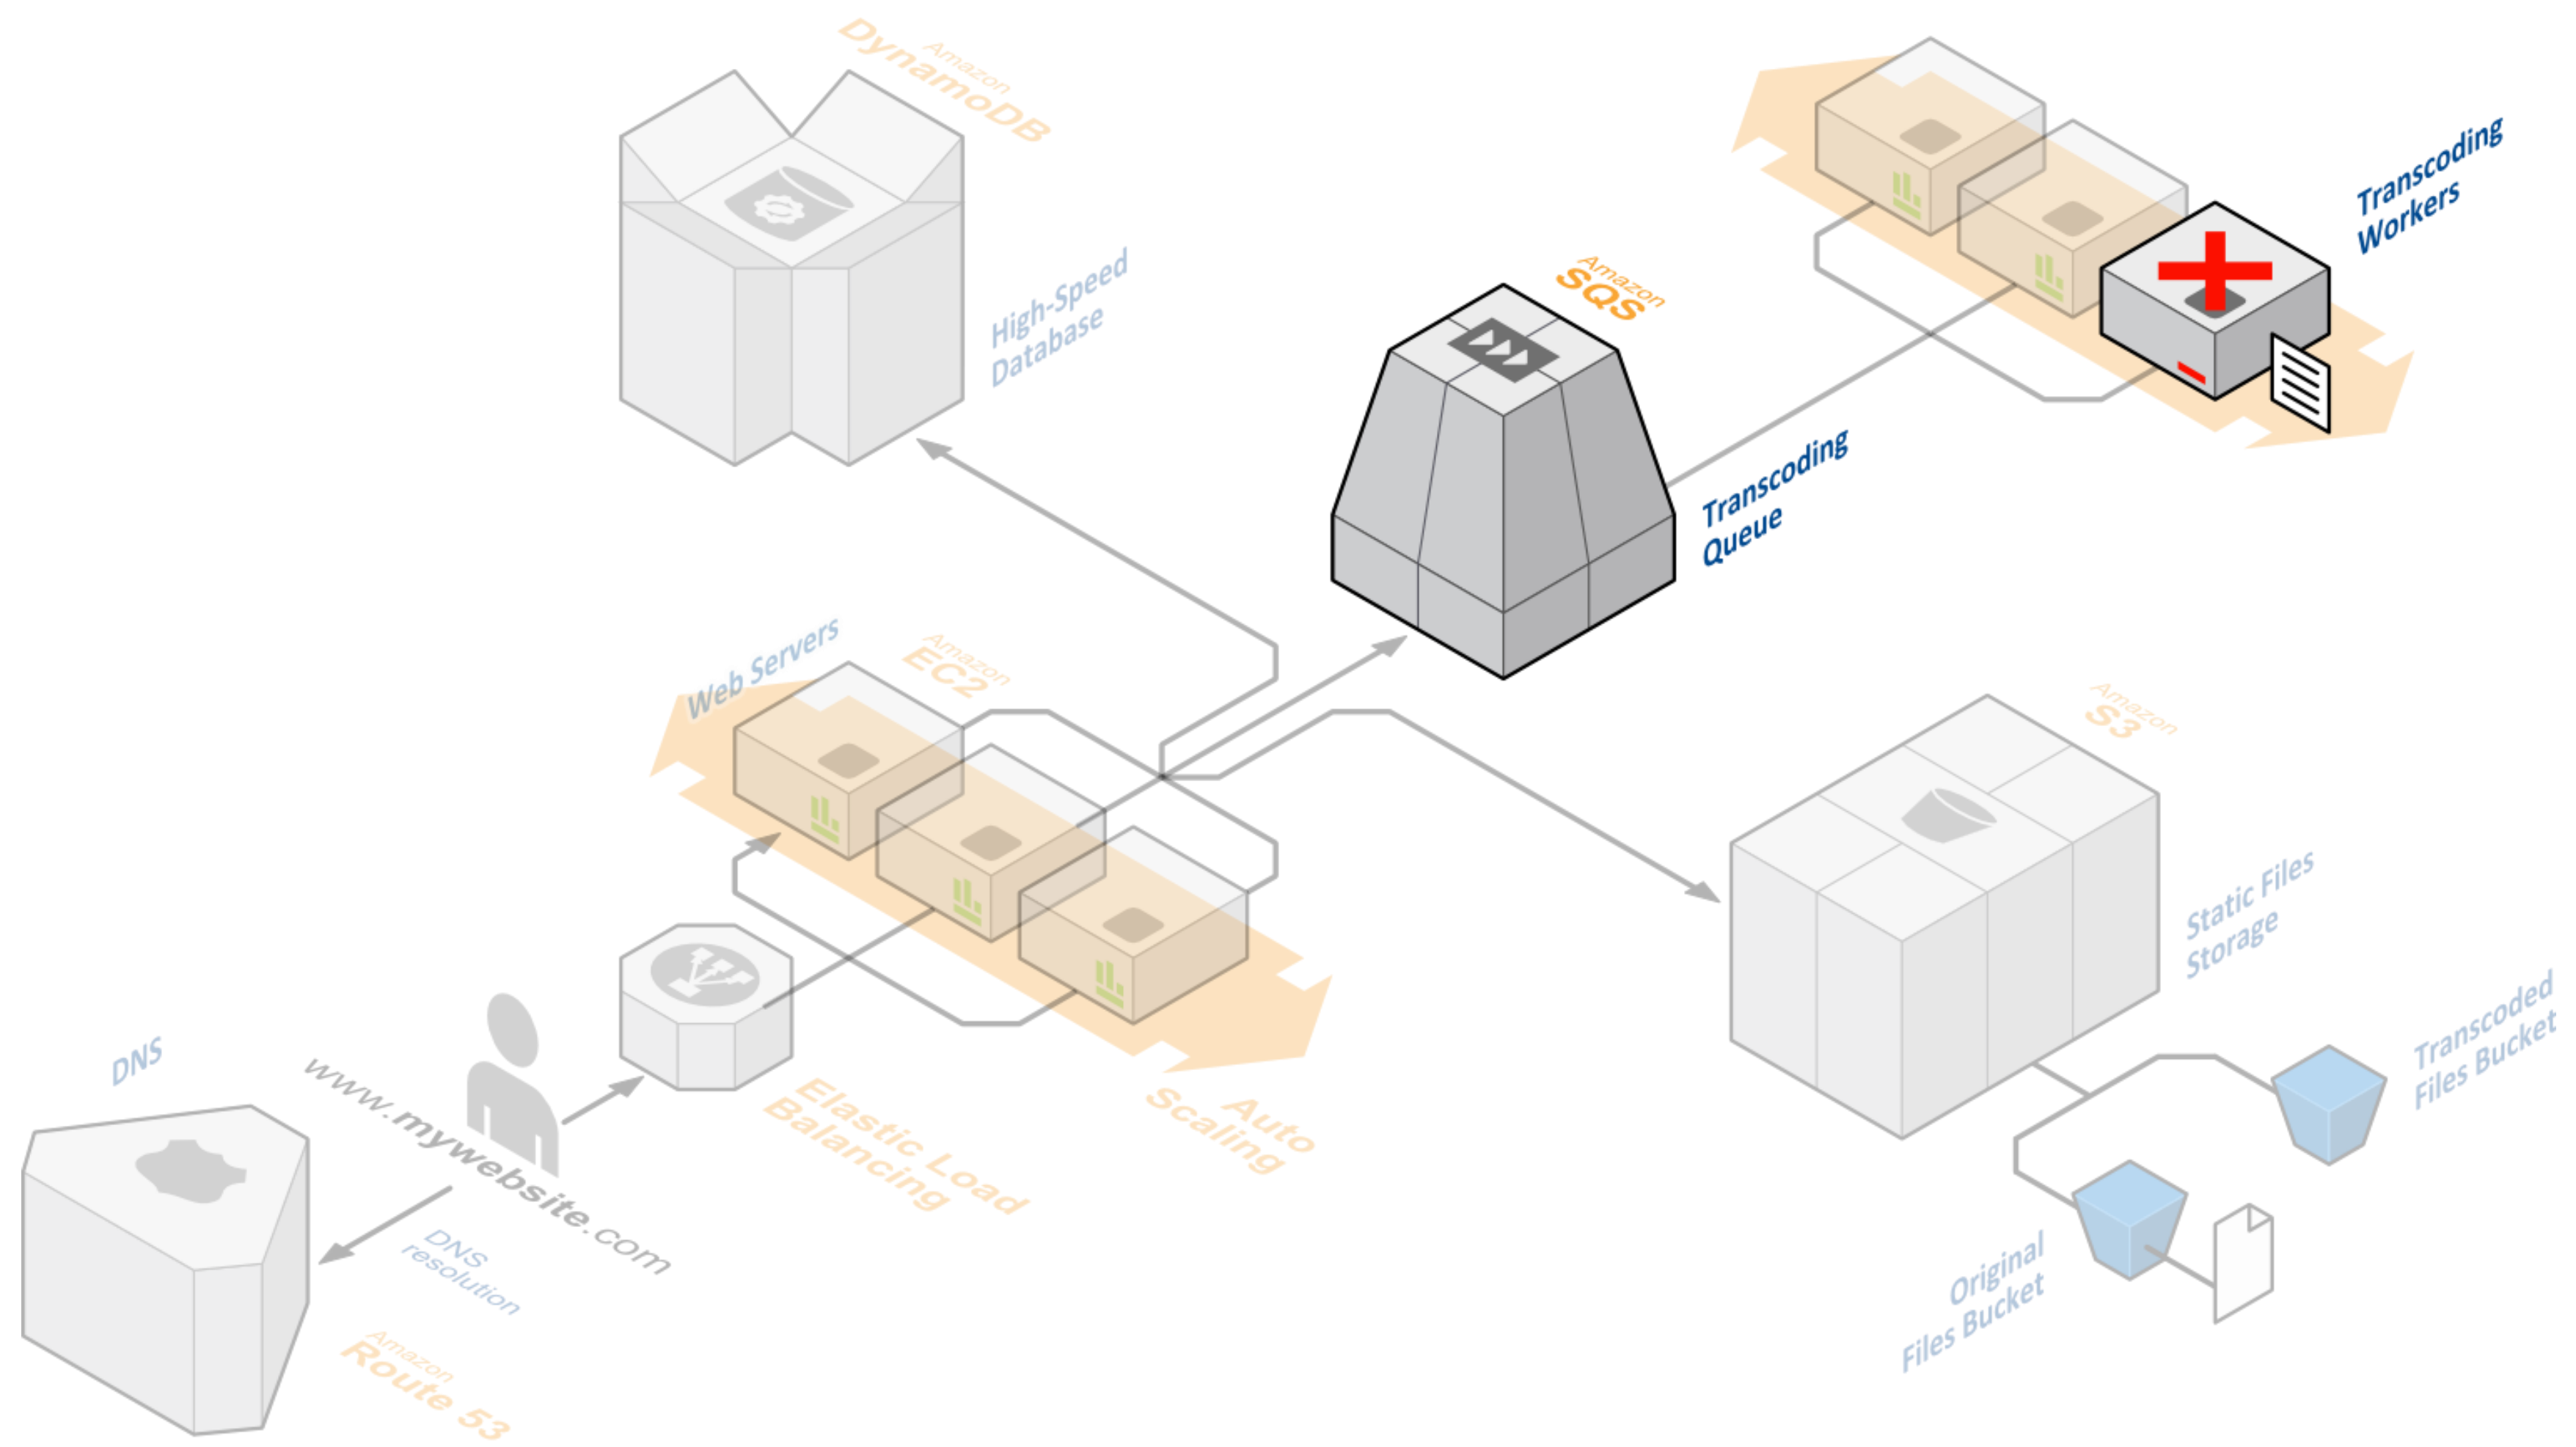 Amazon
DynamoDB
High-Speed
Database
Amazon
SQS
Transcoding
Queue
Transcoding
Workers
Web Servers
Amazon
EC2
Amazon
S3
Static Files
Storage
Transcoded
Files Bucket
Original
Files Bucket
Auto
Scaling
Elastic Load
Balancing
DNS
www.mywebsite.com
DNS
resolution
Amazon
Route 53